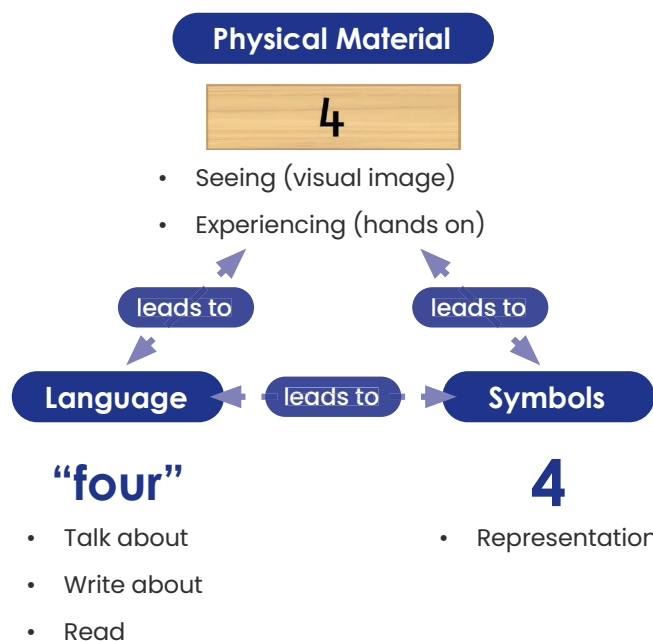 Physical Material
4
• Seeing (visual image)
• Experiencing (hands on)
leads to
leads to
Language
leads to
Symbols
“four”
4
• Talk about
• Representation
• Write about
• Read